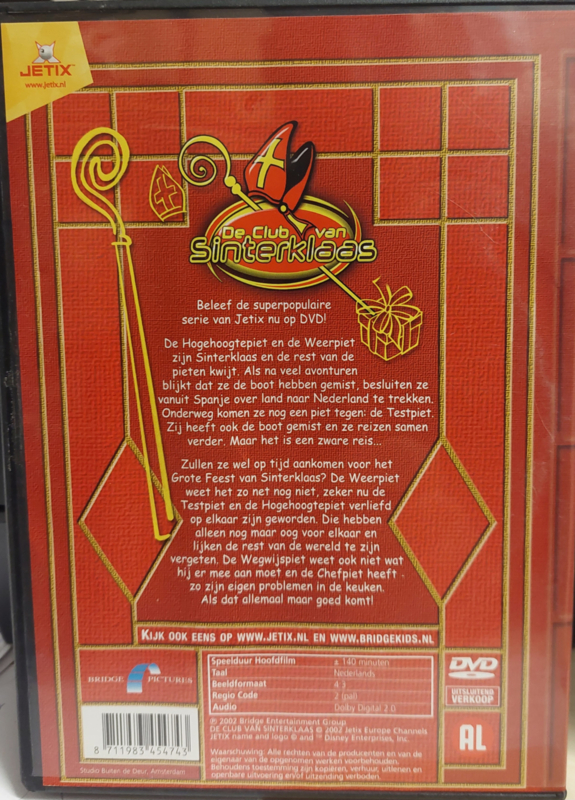 JETIX™
www.jetix.nl
De Club van
Sinterklaas
Beleef de superpopulaire
serie van Jetix nu op DVD!
De Hogehoogtepiet en de Weerpiet
zijn Sinterklaas en de rest van de
pieten kwijt. Als na veel avonturen
blijkt dat ze de boot hebben gemist, besluiten ze
vanuit Spanje over land naar Nederland te trekken.
Onderweg komen ze nog een piet tegen: de Testpiet.
Zij heeft ook de boot gemist en ze reizen samen
verder. Maar het is een zware reis...
Zullen ze wel op tijd aankomen voor het
Grote Feest van Sinterklaas? De Weerpiet
weet het zo net nog niet, zeker nu de
Testpiet en de Hogehoogtepiet verliefd
op elkaar zijn geworden. Die hebben
alleen nog maar oog voor elkaar en
lijken de rest van de wereld te zijn
vergeten. De Wegwijspiet weet ook niet wat
hij er mee aan moet en de Chefpiet heeft
zo zijn eigen problemen in de keuken.
Als dat allemaal maar goed komt!
KIJK OOK EENS OP WWW.JETIX.NL EN WWW.BRIDGEKIDS.NL
BRIDGE PICTURES
Speelduur Hoofdfilm ± 140 minuten
Taal Nederlands
Beeldformaat 4:3
Regio Code 2 (pal)
Audio Dolby Digital 2.0
DVD
VIDEO
UITSLUITEND
VERKOOP
AL
℗ 2002 Bridge Entertainment Group
DE CLUB VAN SINTERKLAAS © 2002 Jetix Europe Channels
JETIX name and logo © and ™ Disney Enterprises, Inc.
Waarschuwing: Alle rechten van de producenten en van de
eigenaar van de opgenomen werken voorbehouden.
Behoudens toestemming zijn kopiëren, verhuur, uitlenen en
openbare uitvoering en/of uitzending verboden.
8 711983 454743
Studio Buiten de Deur, Amsterdam